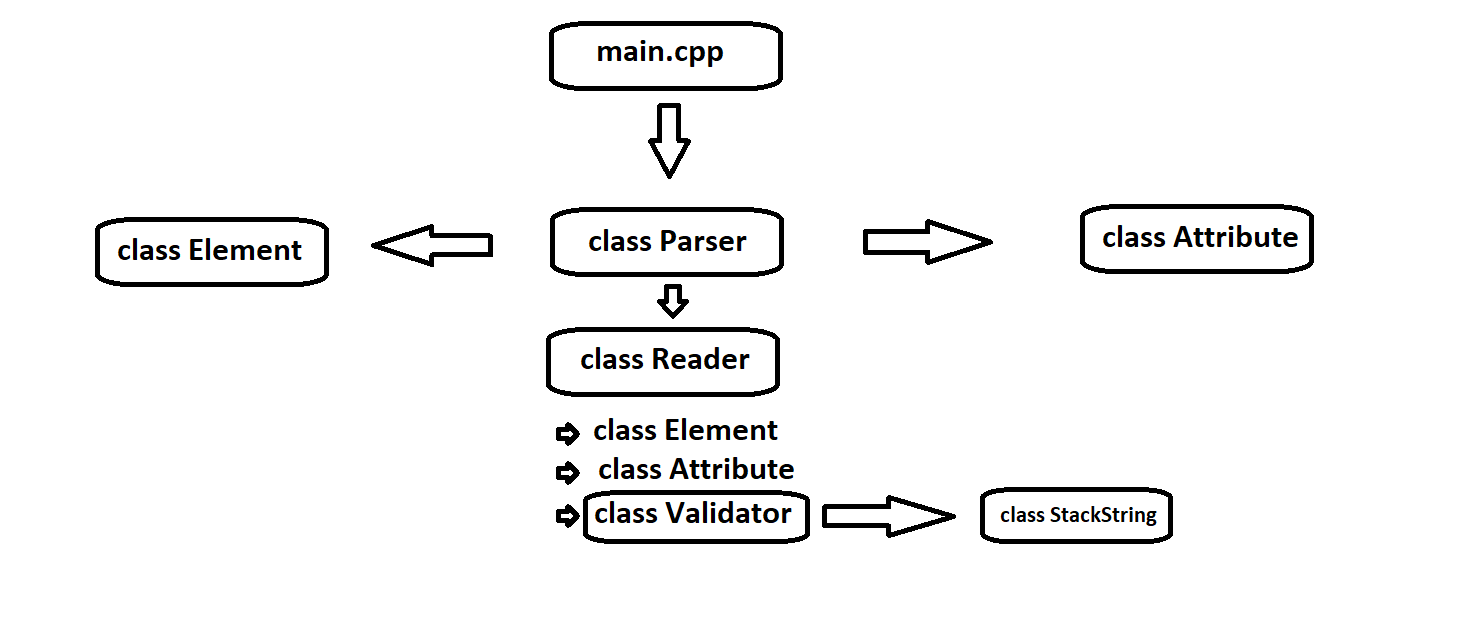 main.cpp
class Element
class Parser
class Attribute
class Reader
class Element
class Attribute
class Validator
class StackString